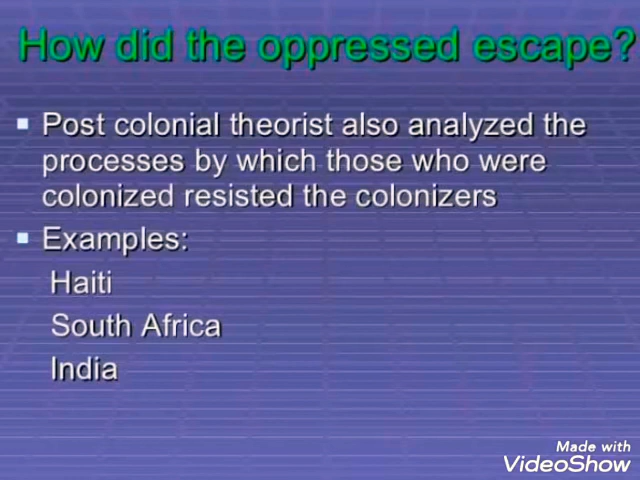 How did the oppressed escape?
Post colonial theorist also analyzed the
processes by which those who were
colonized resisted the colonizers
Examples:
Haiti
South Africa
India
Made with
VideoShow